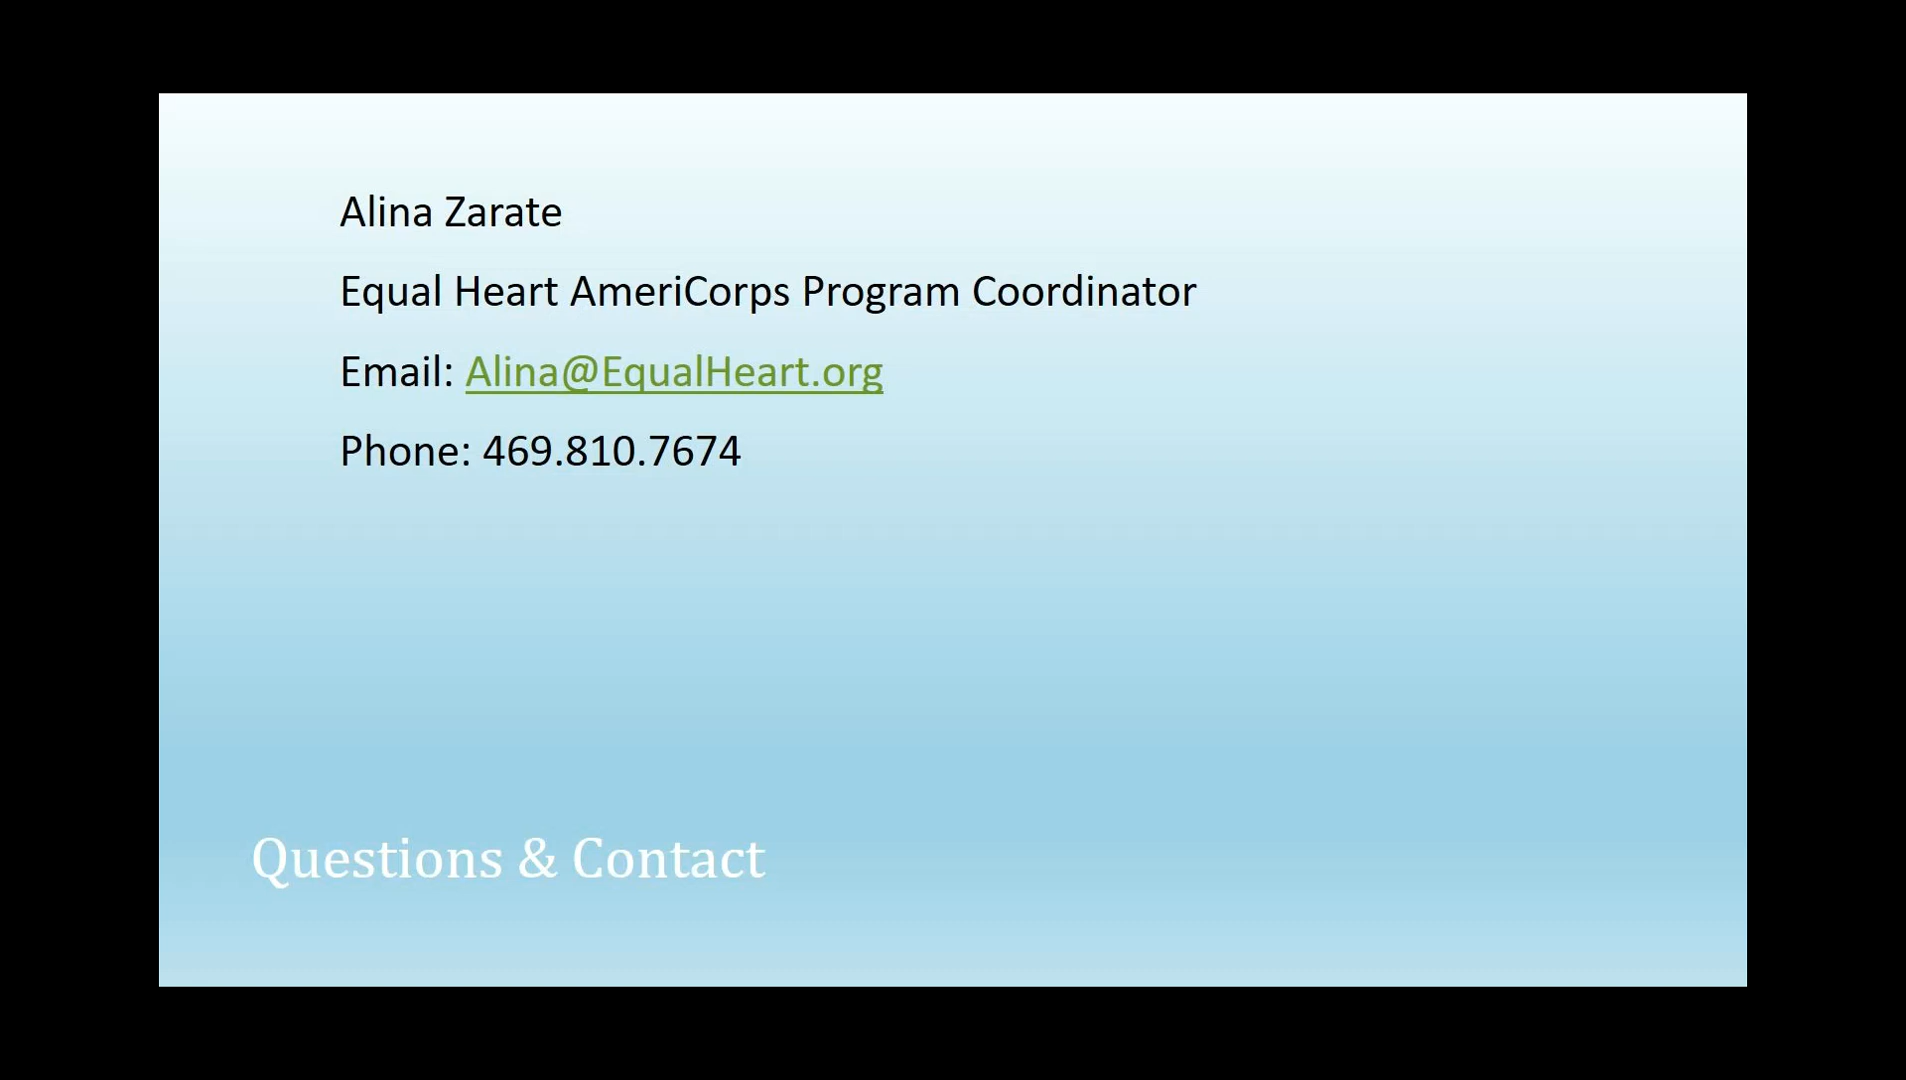 Alina Zarate
Equal Heart AmeriCorps Program Coordinator
Email: Alina@EqualHeart.org
Phone: 469.810.7674
Questions & Contact